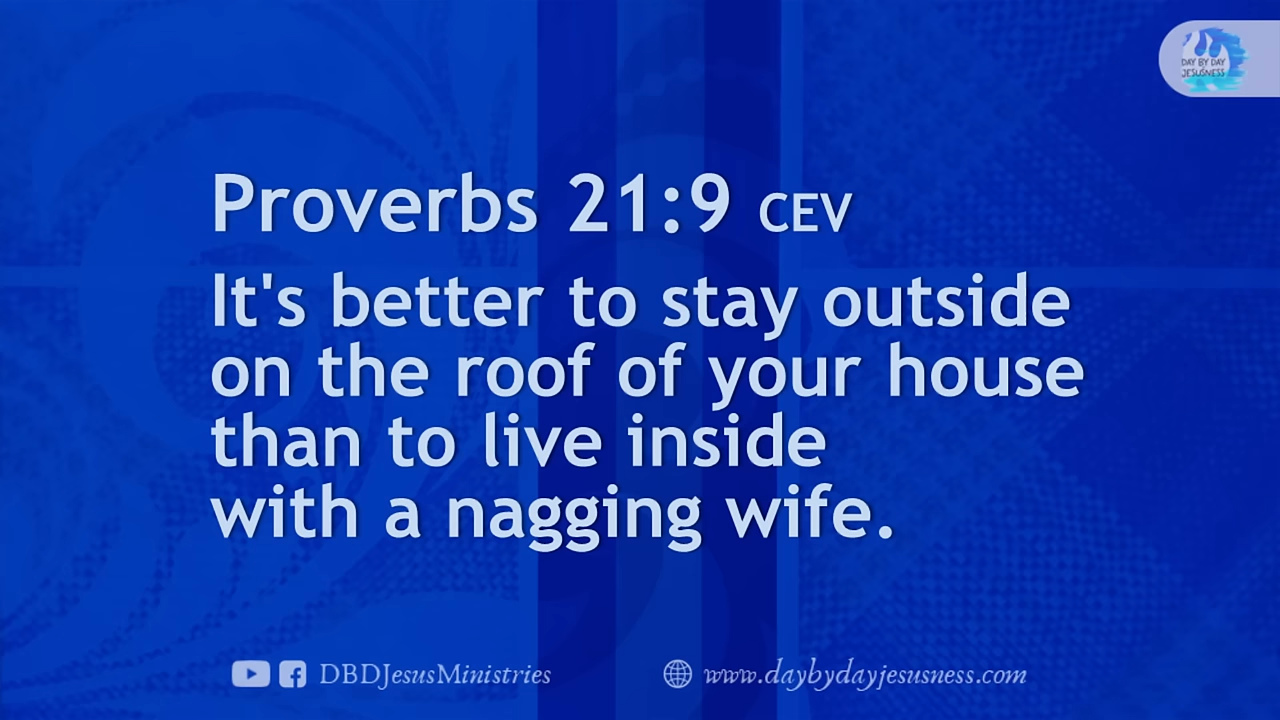 DAY BY DAY
JESUSNESS
Proverbs 21:9 CEV
It's better to stay outside
on the roof of your house
than to live inside
with a nagging wife.
DBDJesusMinistries
www.daybydayjesusness.com